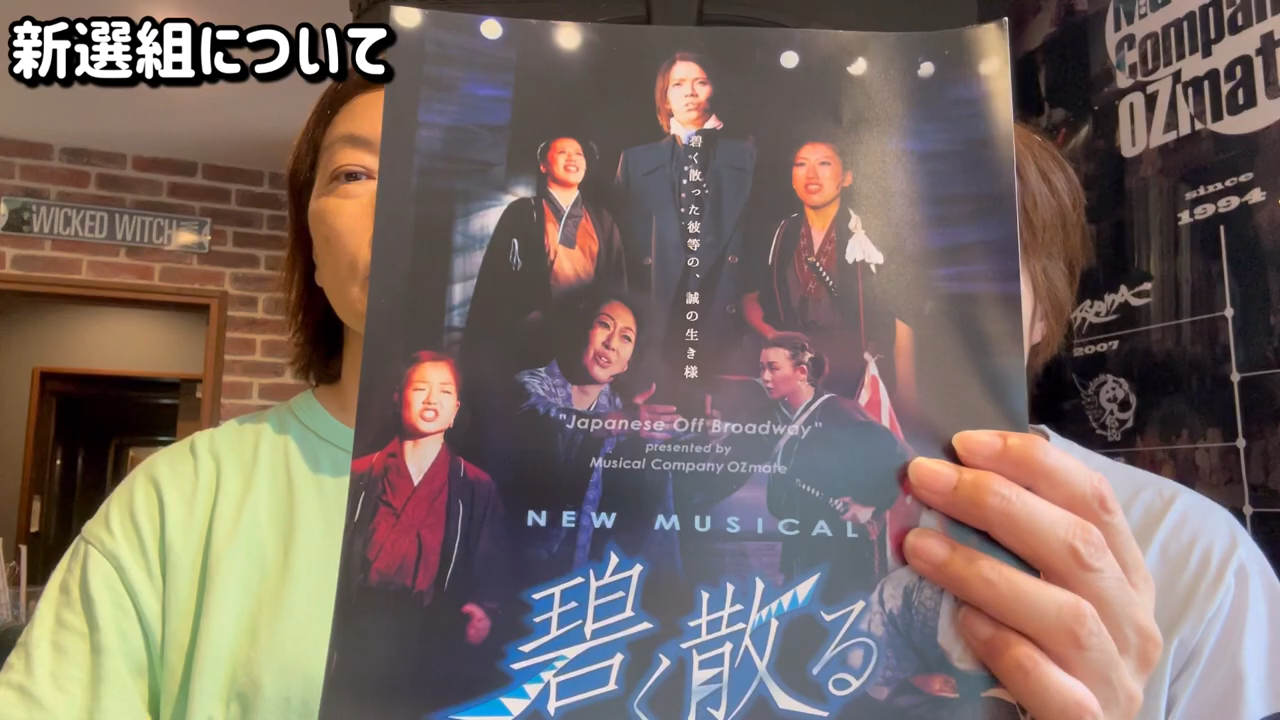 新選組について
WICKED WITCH
Company
OZmate
since
1994
2007
碧く散った彼等の、誠の生き様
"Japanese Off Broadway"
presented by
Musical Company OZmate
NEW MUSICAL
碧く散る